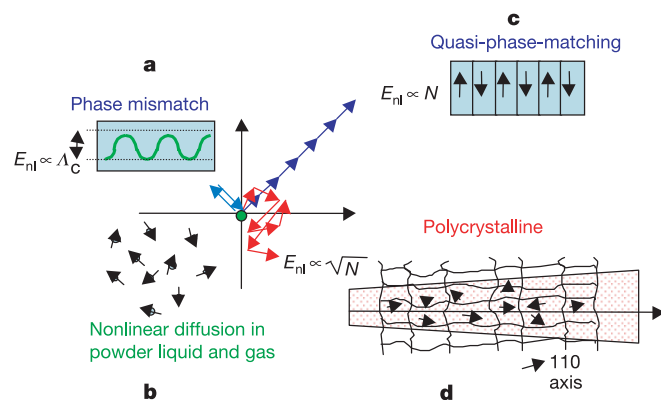 a
Phase mismatch
E_nl ∝ Λ_c
c
Quasi-phase-matching
E_nl ∝ N
E_nl ∝ √N
Nonlinear diffusion in
powder liquid and gas
b
Polycrystalline
110
axis
d